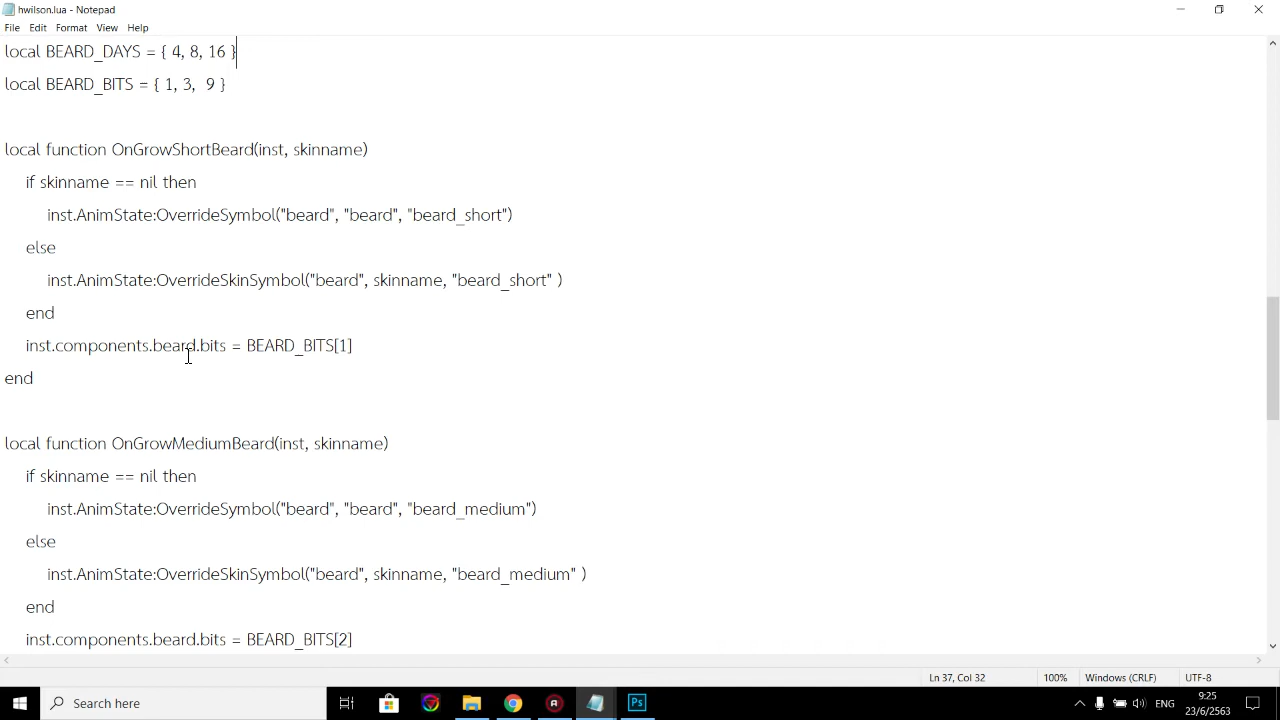 hwilson.lua - Notepad
File Edit Format View Help
local BEARD_DAYS = { 4, 8, 16 }
local BEARD_BITS = { 1, 3,  9 }
local function OnGrowShortBeard(inst, skinname)
if skinname == nil then
inst.AnimState:OverrideSymbol("beard", "beard", "beard_short")
else
inst.AnimState:OverrideSkinSymbol("beard", skinname, "beard_short" )
end
inst.components.beard.bits = BEARD_BITS[1]
end
local function OnGrowMediumBeard(inst, skinname)
if skinname == nil then
inst.AnimState:OverrideSymbol("beard", "beard", "beard_medium")
else
inst.AnimState:OverrideSkinSymbol("beard", skinname, "beard_medium" )
end
inst.components.beard.bits = BEARD_BITS[2]
Ln 37, Col 32 100% Windows (CRLF) UTF-8
Search here Ps ENG 9:25
23/6/2563